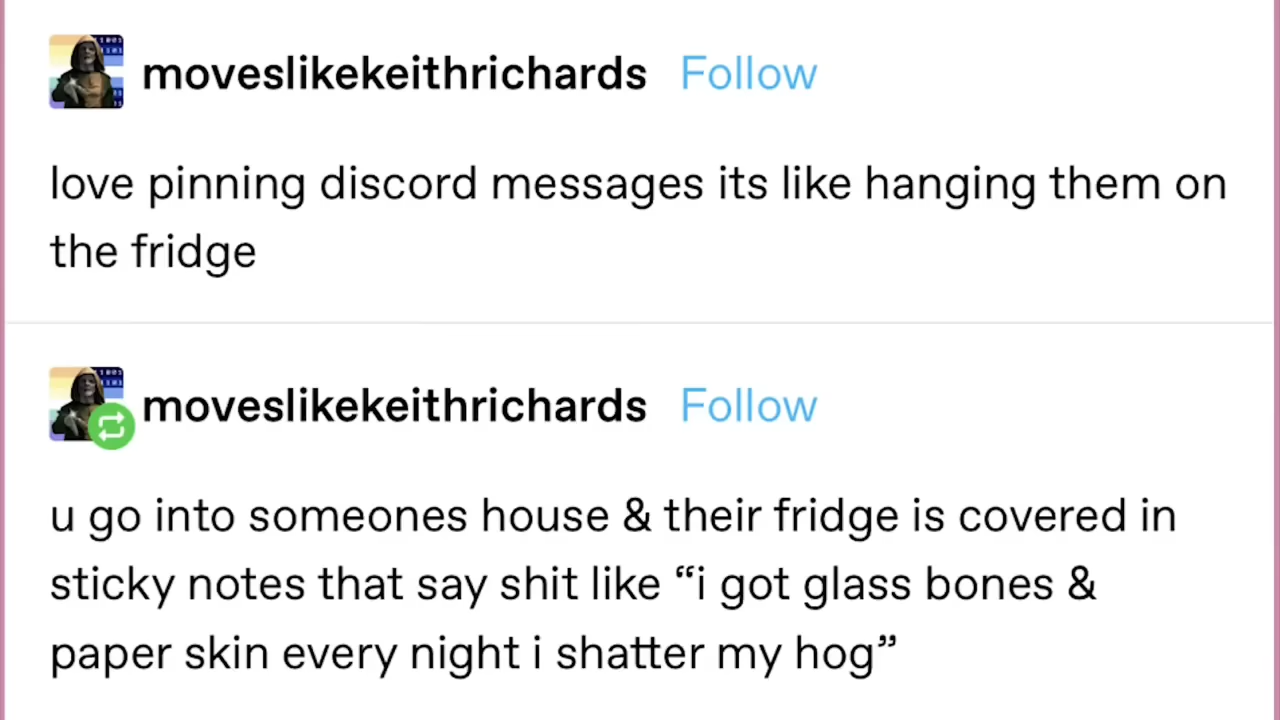 moveslikekeithrichards Follow
love pinning discord messages its like hanging them on
the fridge
moveslikekeithrichards Follow
u go into someones house & their fridge is covered in
sticky notes that say shit like “i got glass bones &
paper skin every night i shatter my hog”